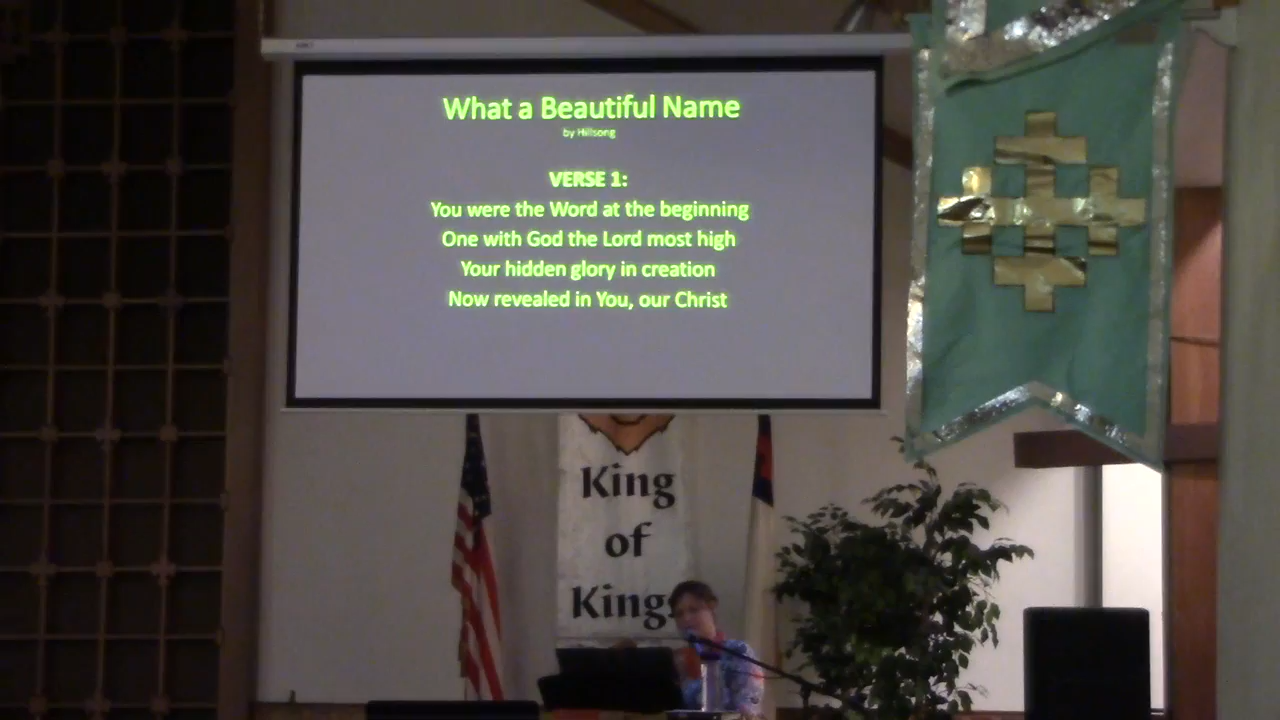 What a Beautiful Name
by Hillsong
VERSE 1:
You were the Word at the beginning
One with God the Lord most high
Your hidden glory in creation
Now revealed in You, our Christ
King
of
Kings